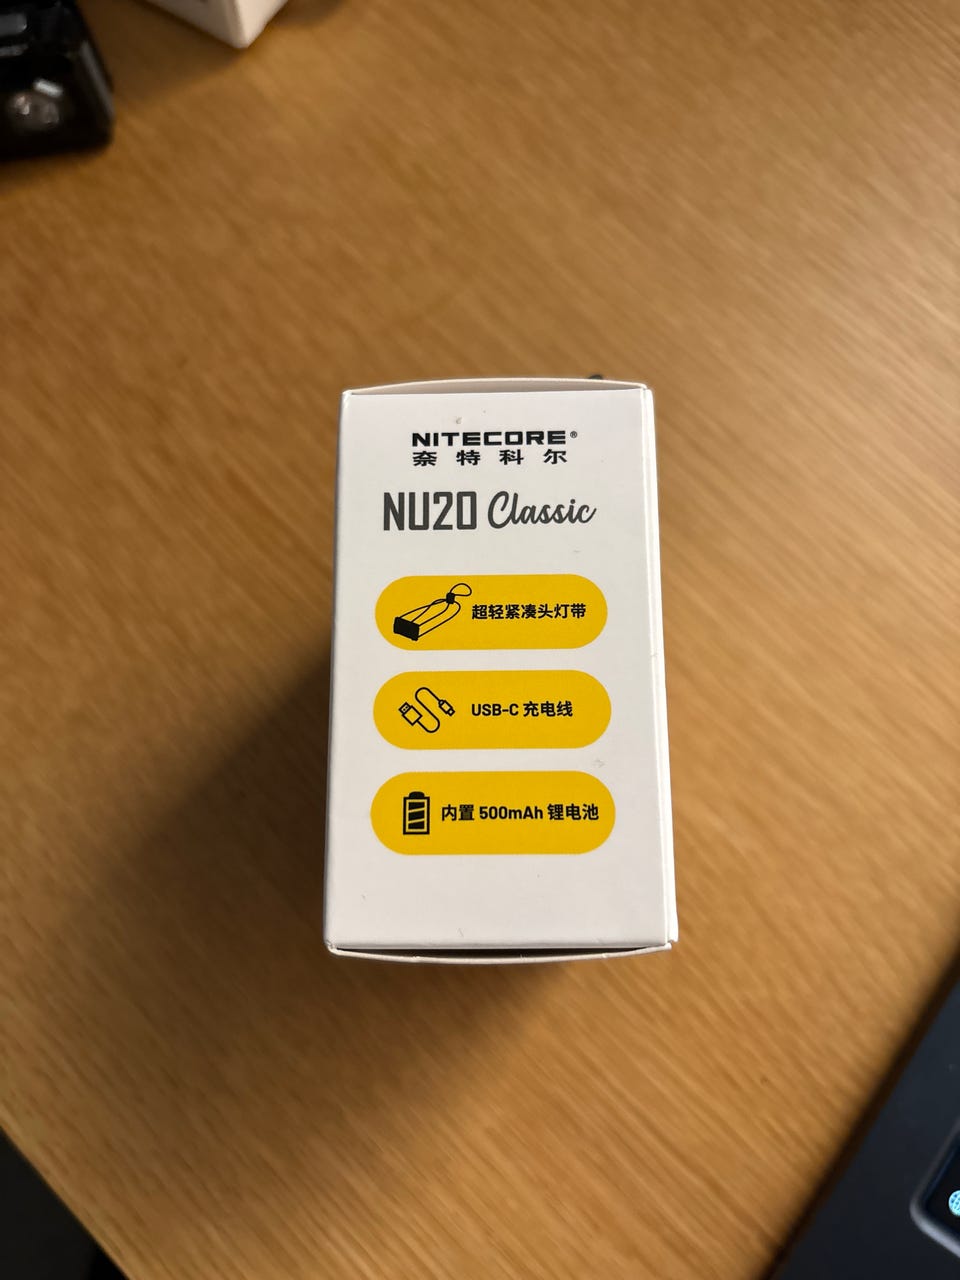 NITECORE®
奈特科尔
NU20 Classic
超轻紧凑头灯带
USB-C 充电线
内置 500mAh 锂电池